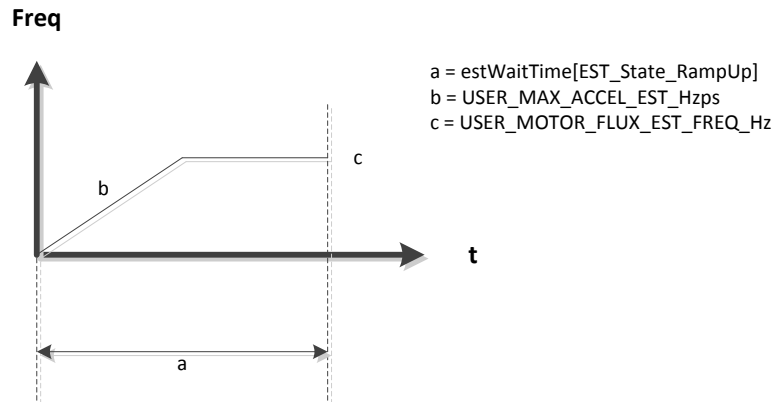 Freq
a = estWaitTime[EST_State_RampUp]
b = USER_MAX_ACCEL_EST_Hzps
c = USER_MOTOR_FLUX_EST_FREQ_Hz
c
b
t
a